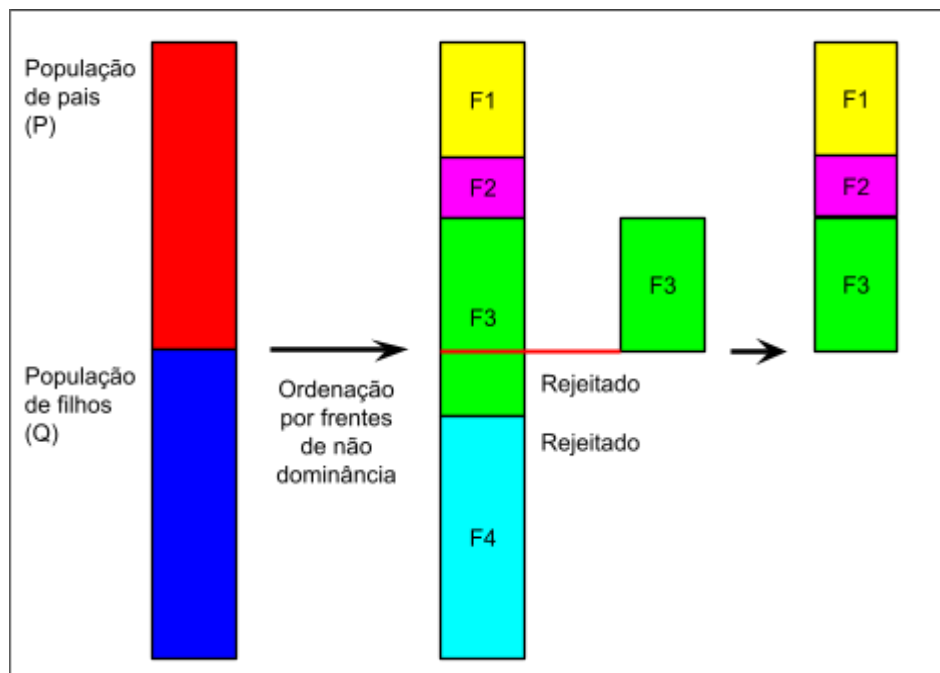 População
de pais
(P)
População
de filhos
(Q)
Ordenação
por frentes
de não
dominância
F1
F2
F3
F4
Rejeitado
Rejeitado
F3
F1
F2
F3